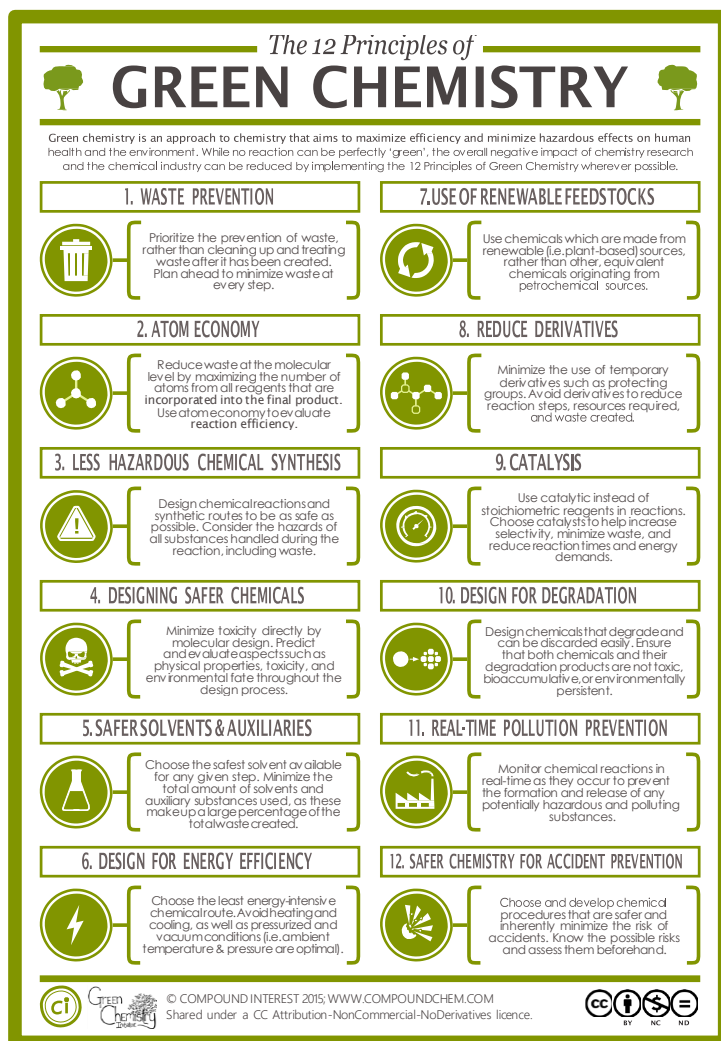 The 12 Principles of
GREEN CHEMISTRY
Green chemistry is an approach to chemistry that aims to maximize efficiency and minimize hazardous effects on human
health and the environment. While no reaction can be perfectly ‘green’, the overall negative impact of chemistry research
and the chemical industry can be reduced by implementing the 12 Principles of Green Chemistry wherever possible.
1. WASTE PREVENTION
Prioritize the prevention of waste,
rather than cleaning up and treating
waste after it has been created.
Plan ahead to minimize waste at
every step.
2. ATOM ECONOMY
Reduce waste at the molecular
level by maximizing the number of
atoms from all reagents that are
incorporated into the final product.
Use atom economy to evaluate
reaction efficiency.
3. LESS HAZARDOUS CHEMICAL SYNTHESIS
Design chemical reactions and
synthetic routes to be as safe as
possible. Consider the hazards of
all substances handled during the
reaction, including waste.
4. DESIGNING SAFER CHEMICALS
Minimize toxicity directly by
molecular design. Predict
and evaluate aspects such as
physical properties, toxicity, and
environmental fate throughout the
design process.
5. SAFER SOLVENTS & AUXILIARIES
Choose the safest solvent available
for any given step. Minimize the
total amount of solvents and
auxiliary substances used, as these
make up a large percentage of the
total waste created.
6. DESIGN FOR ENERGY EFFICIENCY
Choose the least energy-intensive
chemical route. Avoid heating and
cooling, as well as pressurized and
vacuum conditions (i.e. ambient
temperature & pressure are optimal).
7. USE OF RENEWABLE FEEDSTOCKS
Use chemicals which are made from
renewable (i.e. plant-based) sources,
rather than other, equivalent
chemicals originating from
petrochemical sources.
8. REDUCE DERIVATIVES
Minimize the use of temporary
derivatives such as protecting
groups. Avoid derivatives to reduce
reaction steps, resources required,
and waste created.
9. CATALYSIS
Use catalytic instead of
stoichiometric reagents in reactions.
Choose catalysts to help increase
selectivity, minimize waste, and
reduce reaction times and energy
demands.
10. DESIGN FOR DEGRADATION
Design chemicals that degrade and
can be discarded easily. Ensure
that both chemicals and their
degradation products are not toxic,
bioaccumulative, or environmentally
persistent.
11. REAL-TIME POLLUTION PREVENTION
Monitor chemical reactions in
real-time as they occur to prevent
the formation and release of any
potentially hazardous and polluting
substances.
12. SAFER CHEMISTRY FOR ACCIDENT PREVENTION
Choose and develop chemical
procedures that are safer and
inherently minimize the risk of
accidents. Know the possible risks
and assess them beforehand.
Ci
Green
Chemistry
Initiative
© COMPOUND INTEREST 2015; WWW.COMPOUNDCHEM.COM
Shared under a CC Attribution-NonCommercial-NoDerivatives licence.
cc
BY NC ND